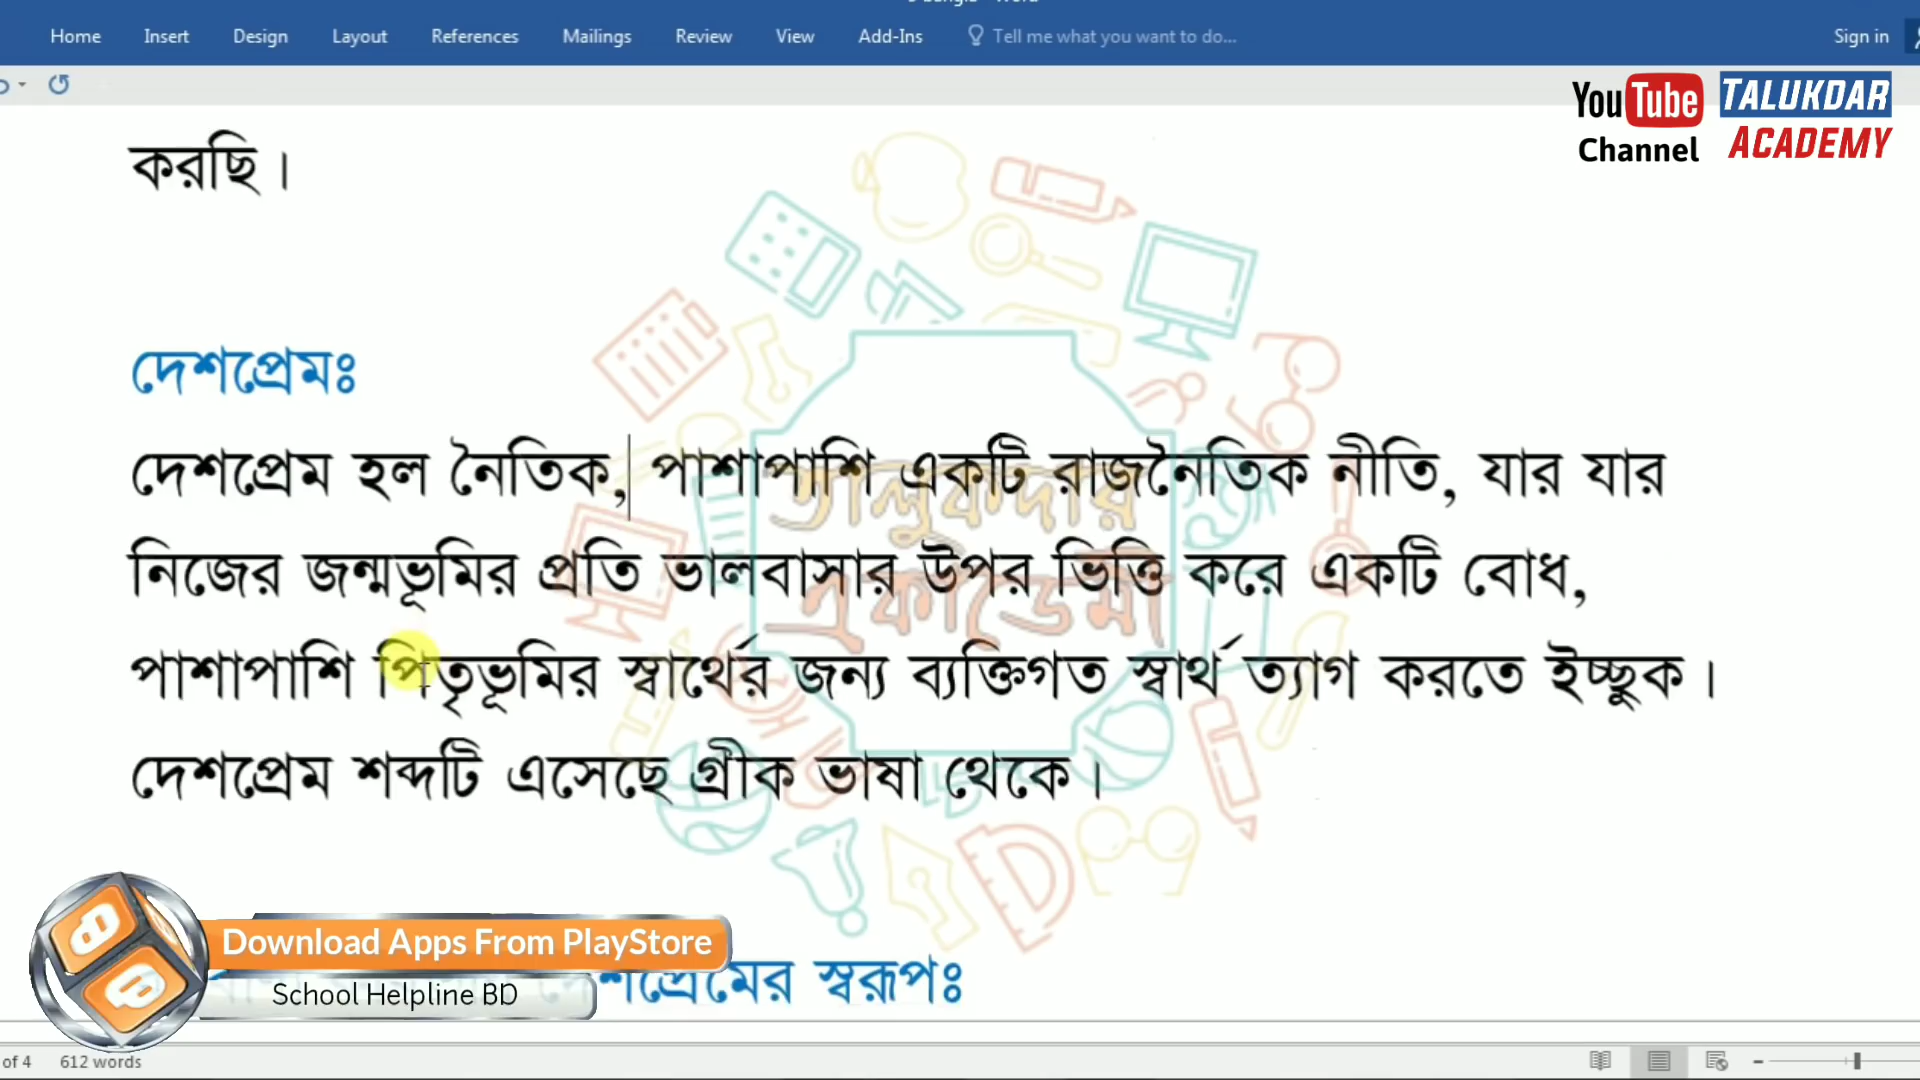 Home Insert Design Layout References Mailings Review View Add-Ins Tell me what you want to do... Sign in
YouTube Channel
TALUKDAR ACADEMY
করছি।
দেশপ্রেমঃ
দেশপ্রেম হল নৈতিক, পাশাপাশি একটি রাজনৈতিক নীতি, যার যার
নিজের জন্মভূমির প্রতি ভালবাসার উপর ভিত্তি করে একটি বোধ,
পাশাপাশি পিতৃভূমির স্বার্থের জন্য ব্যক্তিগত স্বার্থ ত্যাগ করতে ইচ্ছুক।
দেশপ্রেম শব্দটি এসেছে গ্রীক ভাষা থেকে।
তালুকদার
একাডেমী
Download Apps From PlayStore
School Helpline BD
স্বরূপঃ
of 4 612 words